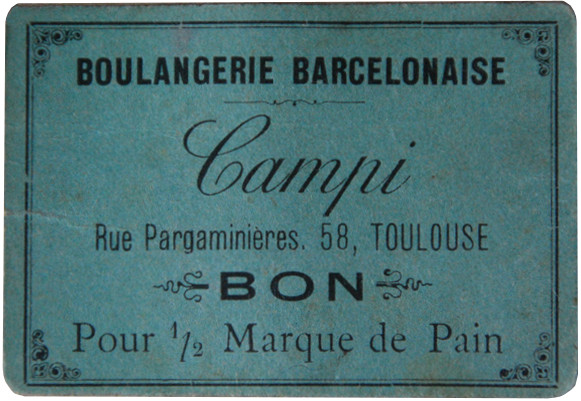 BOULANGERIE BARCELONAISE
Campi
Rue Pargaminières. 58, TOULOUSE
BON
Pour 1/2 Marque de Pain